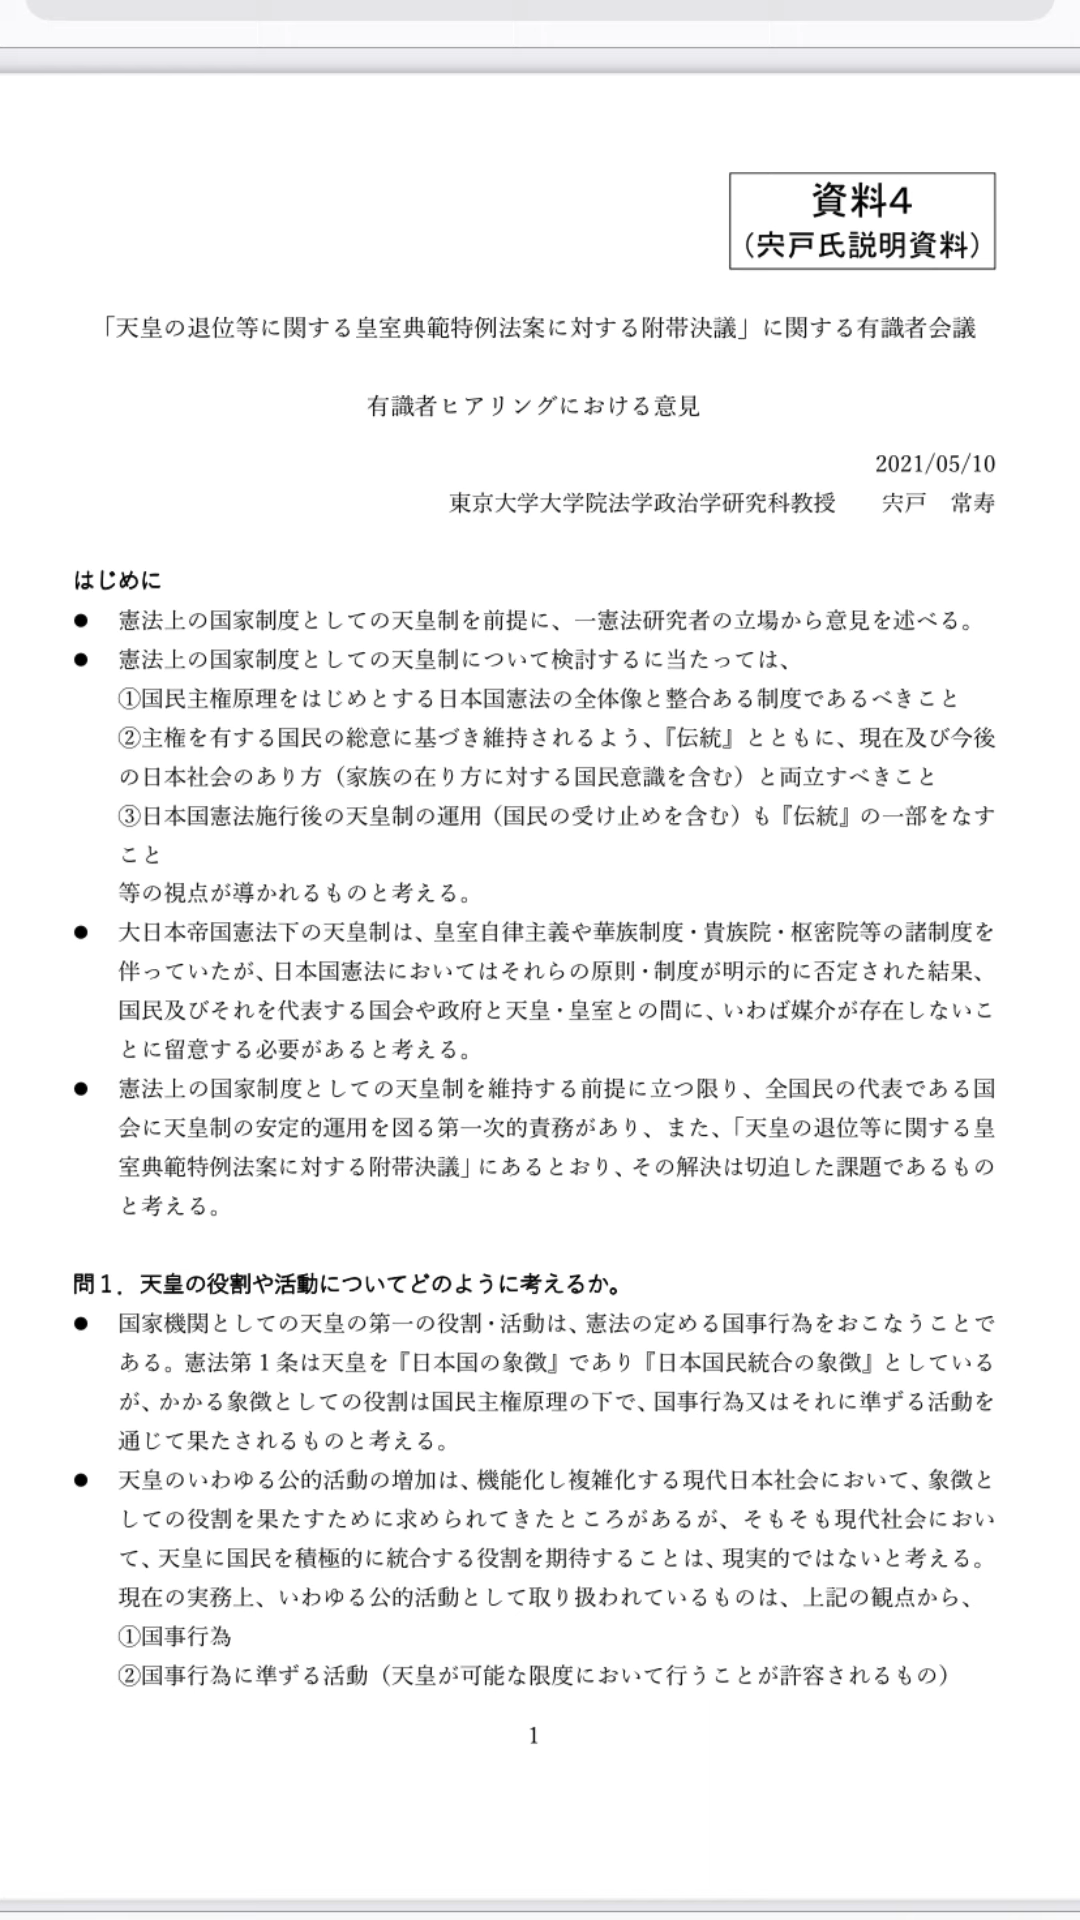 資料4
（宍戸氏説明資料）
「天皇の退位等に関する皇室典範特例法案に対する附帯決議」に関する有識者会議
有識者ヒアリングにおける意見
2021/05/10
東京大学大学院法学政治学研究科教授　　宍戸　常寿
はじめに
● 憲法上の国家制度としての天皇制を前提に、一憲法研究者の立場から意見を述べる。
● 憲法上の国家制度としての天皇制について検討するに当たっては、
①国民主権原理をはじめとする日本国憲法の全体像と整合ある制度であるべきこと
②主権を有する国民の総意に基づき維持されるよう、『伝統』とともに、現在及び今後
の日本社会のあり方（家族の在り方に対する国民意識を含む）と両立すべきこと
③日本国憲法施行後の天皇制の運用（国民の受け止めを含む）も『伝統』の一部をなす
こと
等の視点が導かれるものと考える。
● 大日本帝国憲法下の天皇制は、皇室自律主義や華族制度・貴族院・枢密院等の諸制度を
伴っていたが、日本国憲法においてはそれらの原則・制度が明示的に否定された結果、
国民及びそれを代表する国会や政府と天皇・皇室との間に、いわば媒介が存在しないこ
とに留意する必要があると考える。
● 憲法上の国家制度としての天皇制を維持する前提に立つ限り、全国民の代表である国
会に天皇制の安定的運用を図る第一次的責務があり、また、「天皇の退位等に関する皇
室典範特例法案に対する附帯決議」にあるとおり、その解決は切迫した課題であるもの
と考える。
問１．天皇の役割や活動についてどのように考えるか。
● 国家機関としての天皇の第一の役割・活動は、憲法の定める国事行為をおこなうことで
ある。憲法第 1 条は天皇を『日本国の象徴』であり『日本国民統合の象徴』としている
が、かかる象徴としての役割は国民主権原理の下で、国事行為又はそれに準ずる活動を
通じて果たされるものと考える。
● 天皇のいわゆる公的活動の増加は、機能化し複雑化する現代日本社会において、象徴と
しての役割を果たすために求められてきたところがあるが、そもそも現代社会におい
て、天皇に国民を積極的に統合する役割を期待することは、現実的ではないと考える。
現在の実務上、いわゆる公的活動として取り扱われているものは、上記の観点から、
①国事行為
②国事行為に準ずる活動（天皇が可能な限度において行うことが許容されるもの）
1